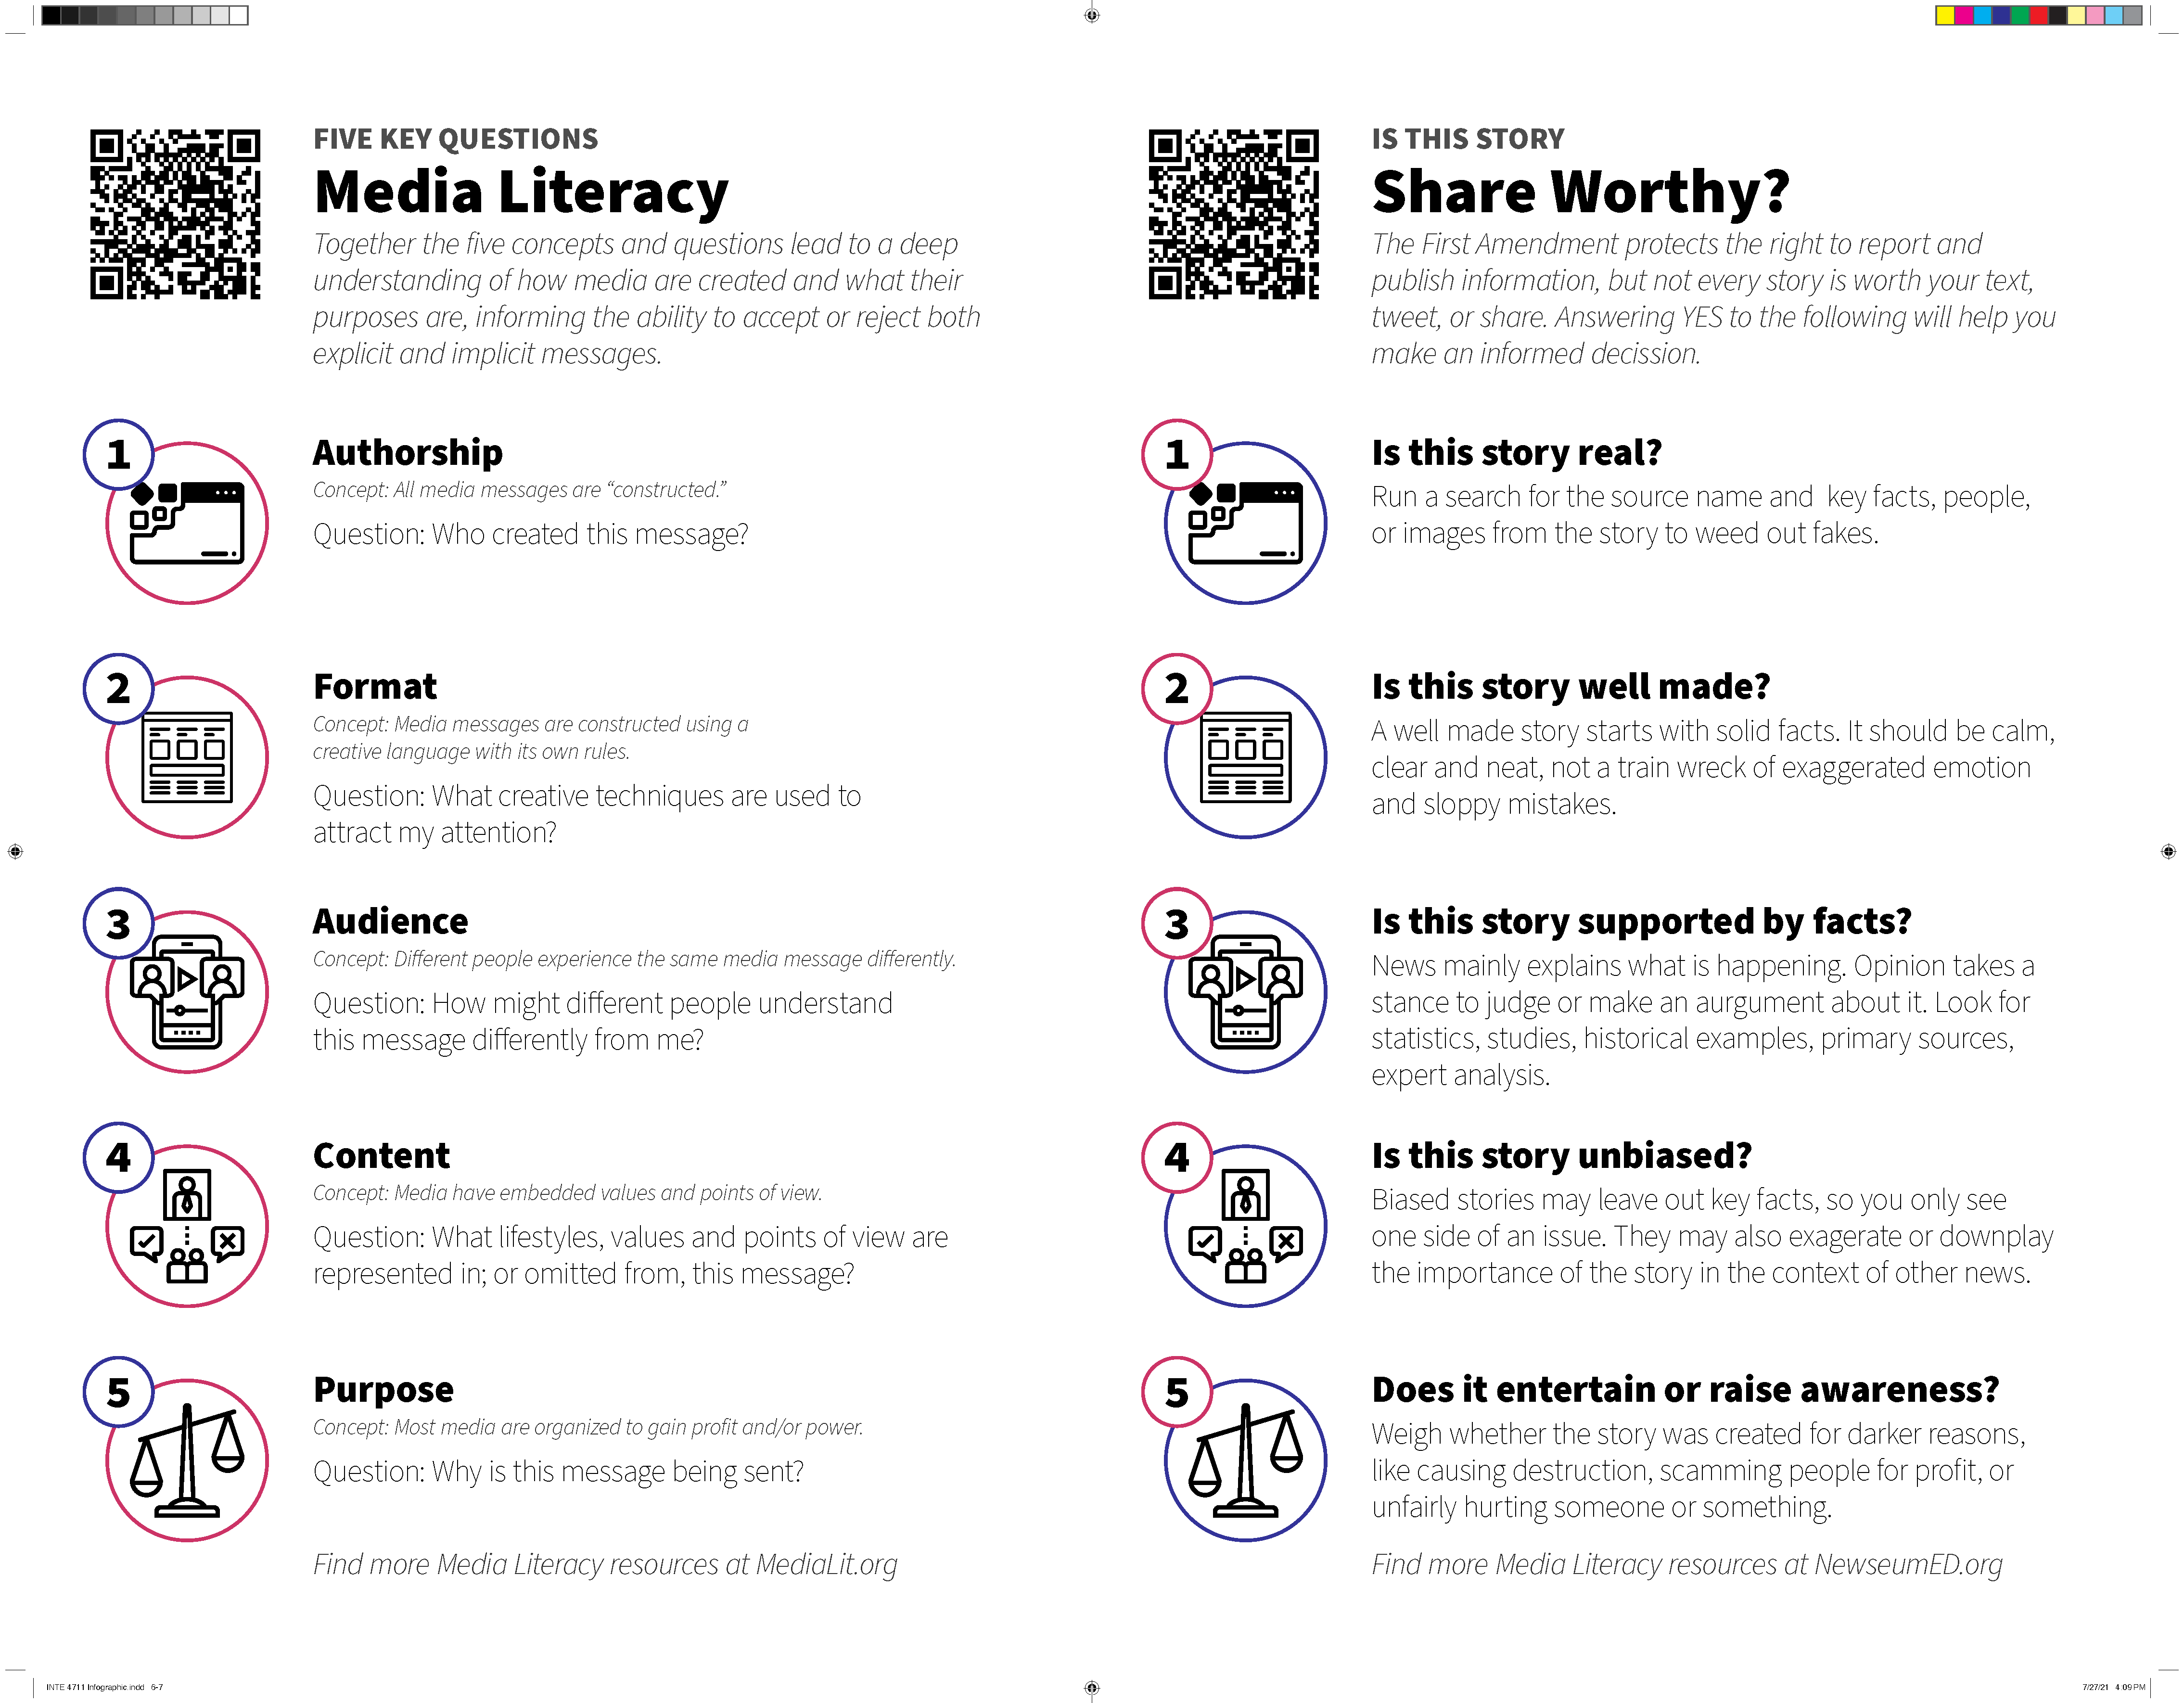 FIVE KEY QUESTIONS
Media Literacy
Together the five concepts and questions lead to a deep
understanding of how media are created and what their
purposes are, informing the ability to accept or reject both
explicit and implicit messages.
1
Authorship
Concept: All media messages are “constructed.”
Question: Who created this message?
2
Format
Concept: Media messages are constructed using a
creative language with its own rules.
Question: What creative techniques are used to
attract my attention?
3
Audience
Concept: Different people experience the same media message differently.
Question: How might different people understand
this message differently from me?
4
Content
Concept: Media have embedded values and points of view.
Question: What lifestyles, values and points of view are
represented in; or omitted from, this message?
5
Purpose
Concept: Most media are organized to gain profit and/or power.
Question: Why is this message being sent?
Find more Media Literacy resources at MediaLit.org
IS THIS STORY
Share Worthy?
The First Amendment protects the right to report and
publish information, but not every story is worth your text,
tweet, or share. Answering YES to the following will help you
make an informed decission.
1
Is this story real?
Run a search for the source name and  key facts, people,
or images from the story to weed out fakes.
2
Is this story well made?
A well made story starts with solid facts. It should be calm,
clear and neat, not a train wreck of exaggerated emotion
and sloppy mistakes.
3
Is this story supported by facts?
News mainly explains what is happening. Opinion takes a
stance to judge or make an aurgument about it. Look for
statistics, studies, historical examples, primary sources,
expert analysis.
4
Is this story unbiased?
Biased stories may leave out key facts, so you only see
one side of an issue. They may also exagerate or downplay
the importance of the story in the context of other news.
5
Does it entertain or raise awareness?
Weigh whether the story was created for darker reasons,
like causing destruction, scamming people for profit, or
unfairly hurting someone or something.
Find more Media Literacy resources at NewseumED.org
INTE 4711 Infographic.indd   6-7
7/27/21   4:09 PM